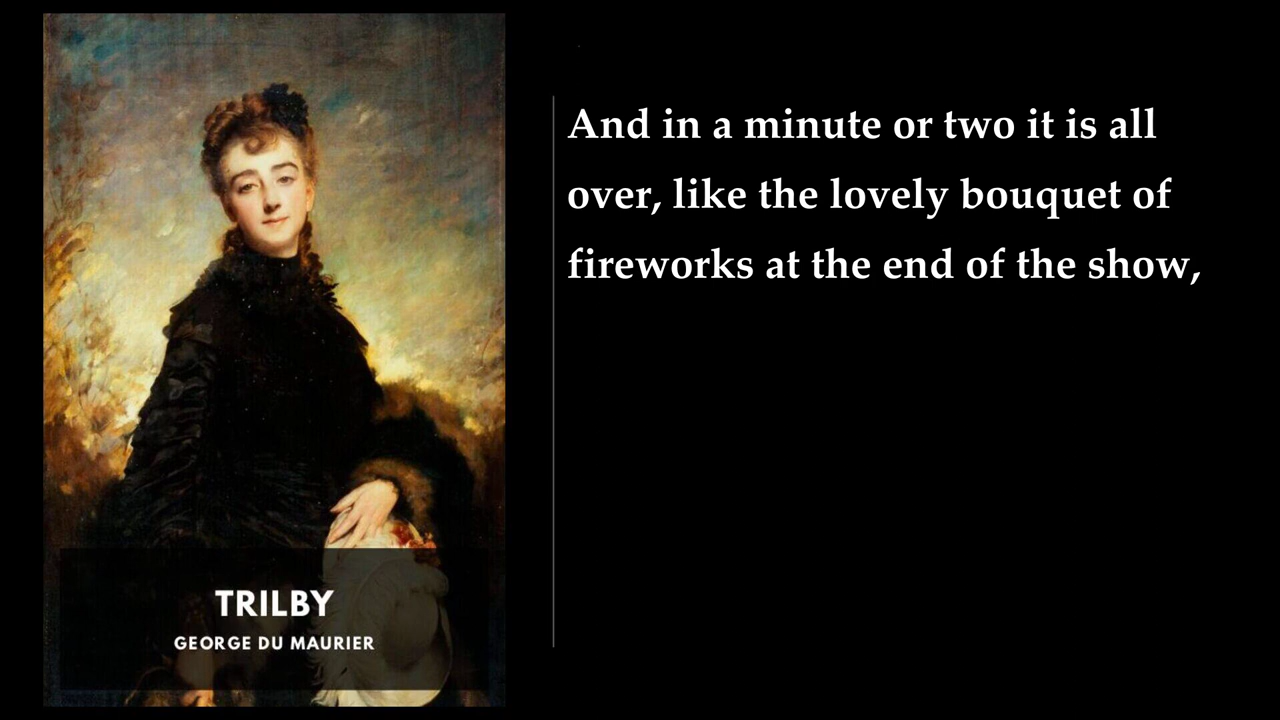 And in a minute or two it is all
over, like the lovely bouquet of
fireworks at the end of the show,
TRILBY
GEORGE DU MAURIER